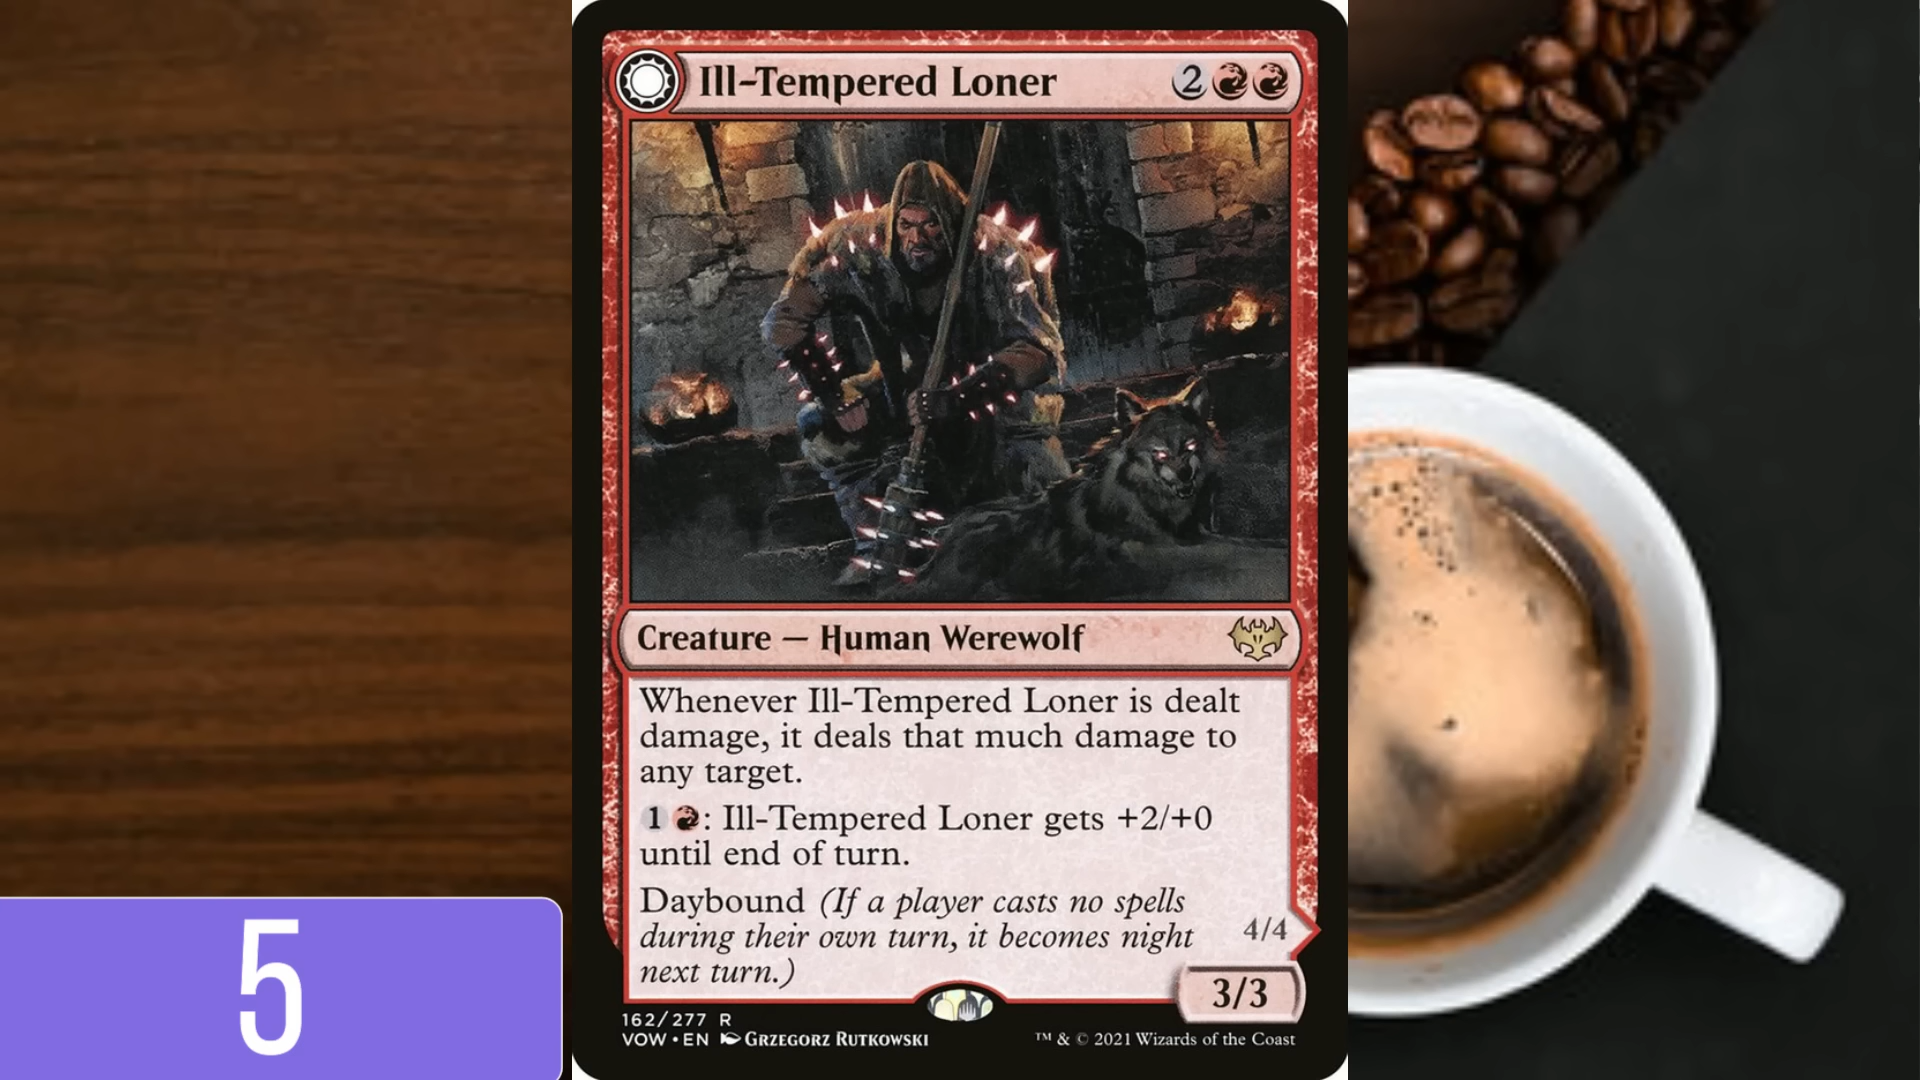 Ill-Tempered Loner 2
Creature — Human Werewolf
Whenever Ill-Tempered Loner is dealt
damage, it deals that much damage to
any target.
1 : Ill-Tempered Loner gets +2/+0
until end of turn.
Daybound (If a player casts no spells
during their own turn, it becomes night
next turn.)
4/4
3/3
162/277 R
VOW • EN Grzegorz Rutkowski
™ & © 2021 Wizards of the Coast
5